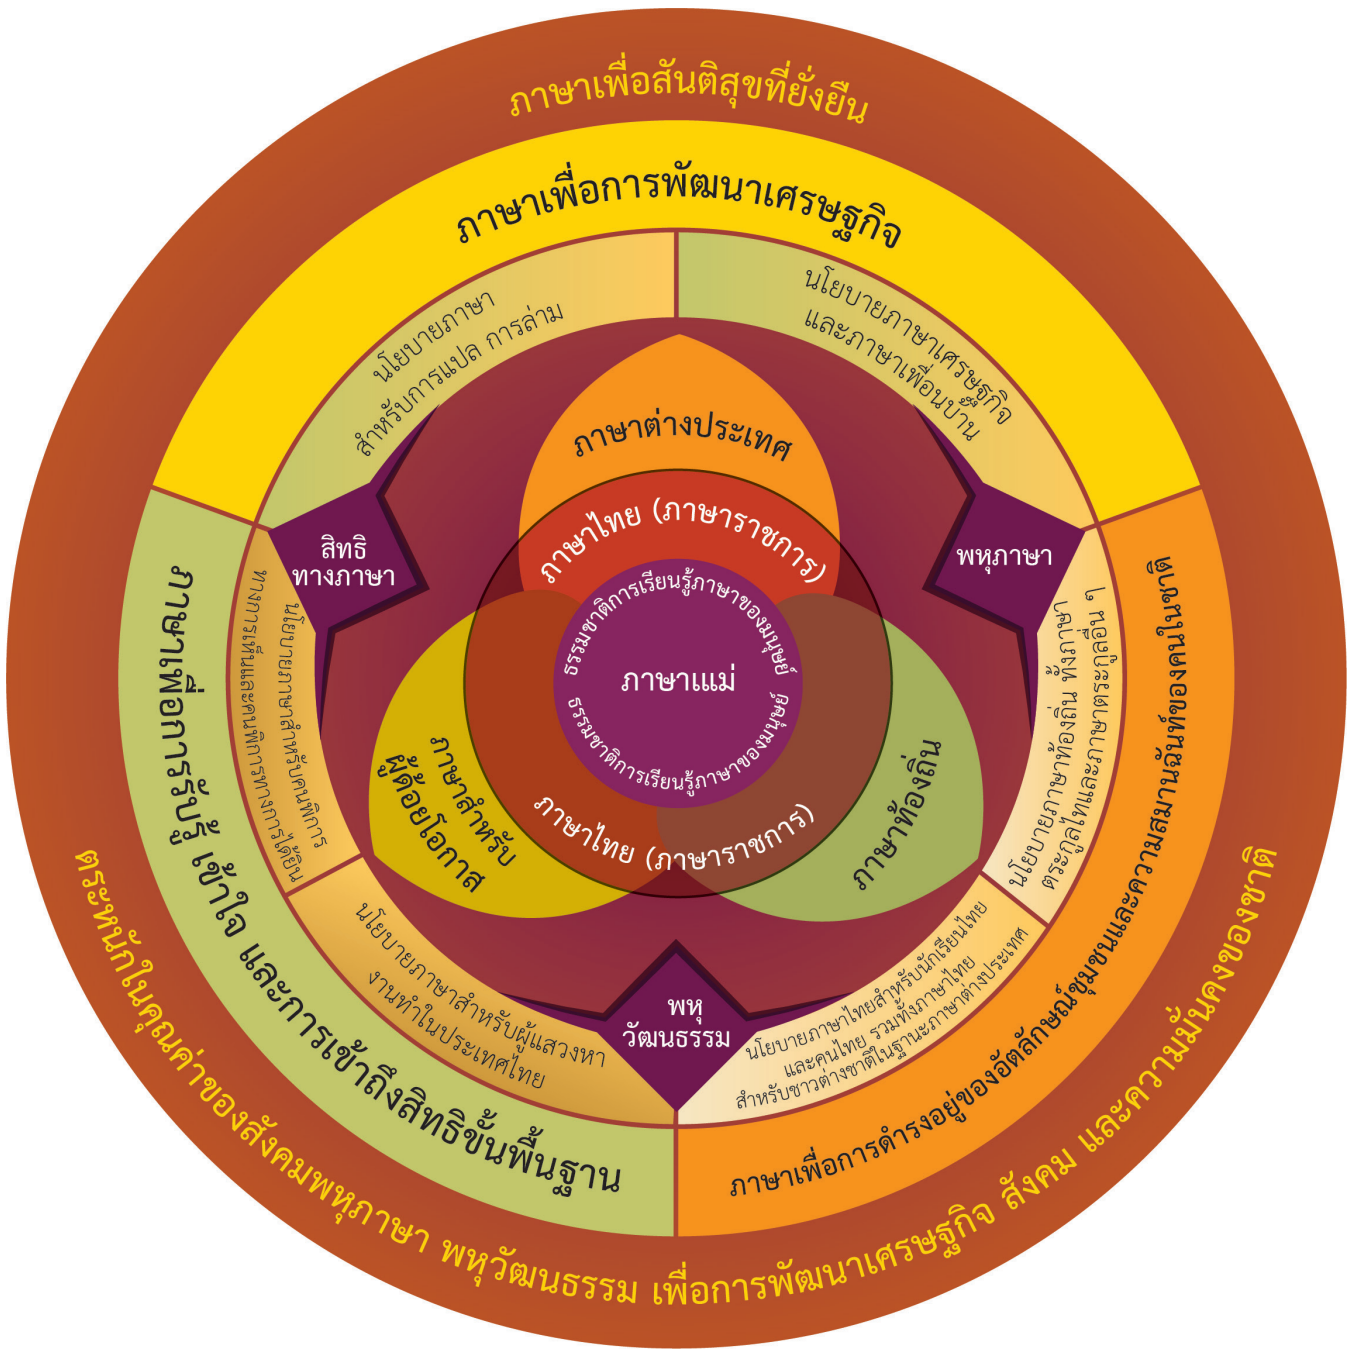 ภาษาเพื่อสันติสุขที่ยั่งยืน
ภาษาเพื่อการพัฒนาเศรษฐกิจ
นโยบายภาษา
สำหรับการแปล การล่าม
นโยบายภาษาเศรษฐกิจ
และภาษาเพื่อนบ้าน
ภาษาต่างประเทศ
ภาษาไทย (ภาษาราชการ)
สิทธิ
ทางภาษา
พหุภาษา
ธรรมชาติการเรียนรู้ภาษาของมนุษย์
ภาษาแม่
ธรรมชาติการเรียนรู้ภาษาของมนุษย์
ภาษาไทย (ภาษาราชการ)
ภาษาสำหรับ
ผู้ด้อยโอกาส
ภาษาท้องถิ่น
นโยบายภาษาสำหรับคนพิการ
ทางการเห็นและคนพิการทางการได้ยิน
นโยบายภาษาท้องถิ่น ทั้งภาษา
ตระกูลไทและภาษาตระกูลอื่น ๆ
พหุ
วัฒนธรรม
นโยบายภาษาสำหรับผู้แสวงหา
งานทำในประเทศไทย
นโยบายภาษาไทยสำหรับนักเรียนไทย
และคนไทย รวมทั้งภาษาไทย
สำหรับชาวต่างชาติในฐานะภาษาต่างประเทศ
ภาษาเพื่อการรับรู้ เข้าใจ และการเข้าถึงสิทธิขั้นพื้นฐาน
ภาษาเพื่อการดำรงอยู่ของอัตลักษณ์ชุมชนและความสมานฉันท์ของคนในชาติ
ตระหนักในคุณค่าของสังคมพหุภาษา พหุวัฒนธรรม เพื่อการพัฒนาเศรษฐกิจ สังคม และความมั่นคงของชาติ